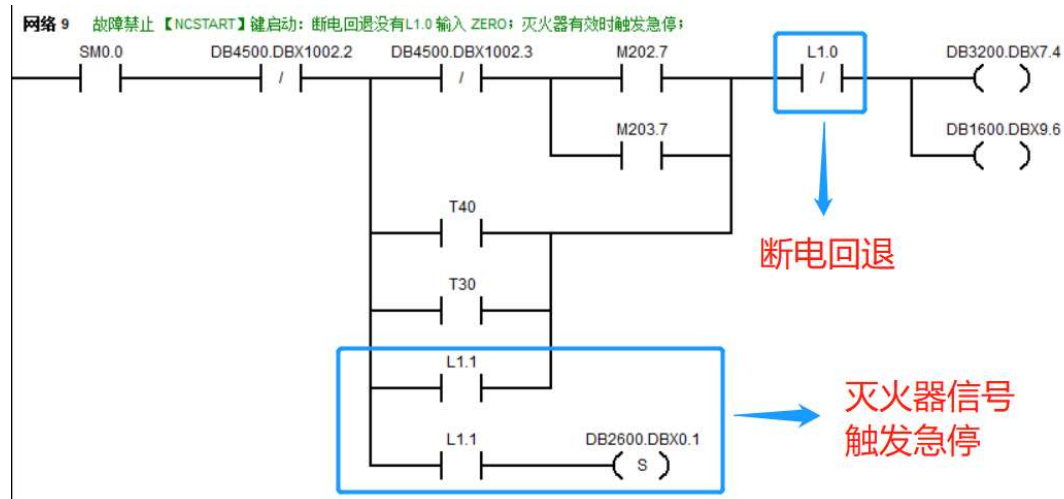 网络 9 故障禁止【NCSTART】键启动：断电回退没有L1.0 输入 ZERO；灭火器有效时触发急停；
SM0.0 DB4500.DBX1002.2 DB4500.DBX1002.3 M202.7 L1.0 DB3200.DBX7.4
/ / /
M203.7 DB1600.DBX9.6
T40
断电回退
T30
L1.1
灭火器信号
触发急停
L1.1 DB2600.DBX0.1
S